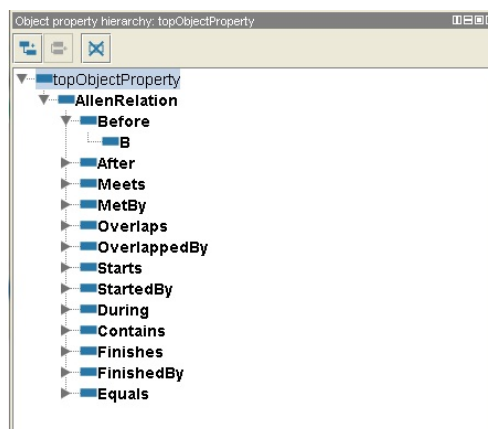 Object property hierarchy: topObjectProperty
topObjectProperty
AllenRelation
Before
B
After
Meets
MetBy
Overlaps
OverlappedBy
Starts
StartedBy
During
Contains
Finishes
FinishedBy
Equals